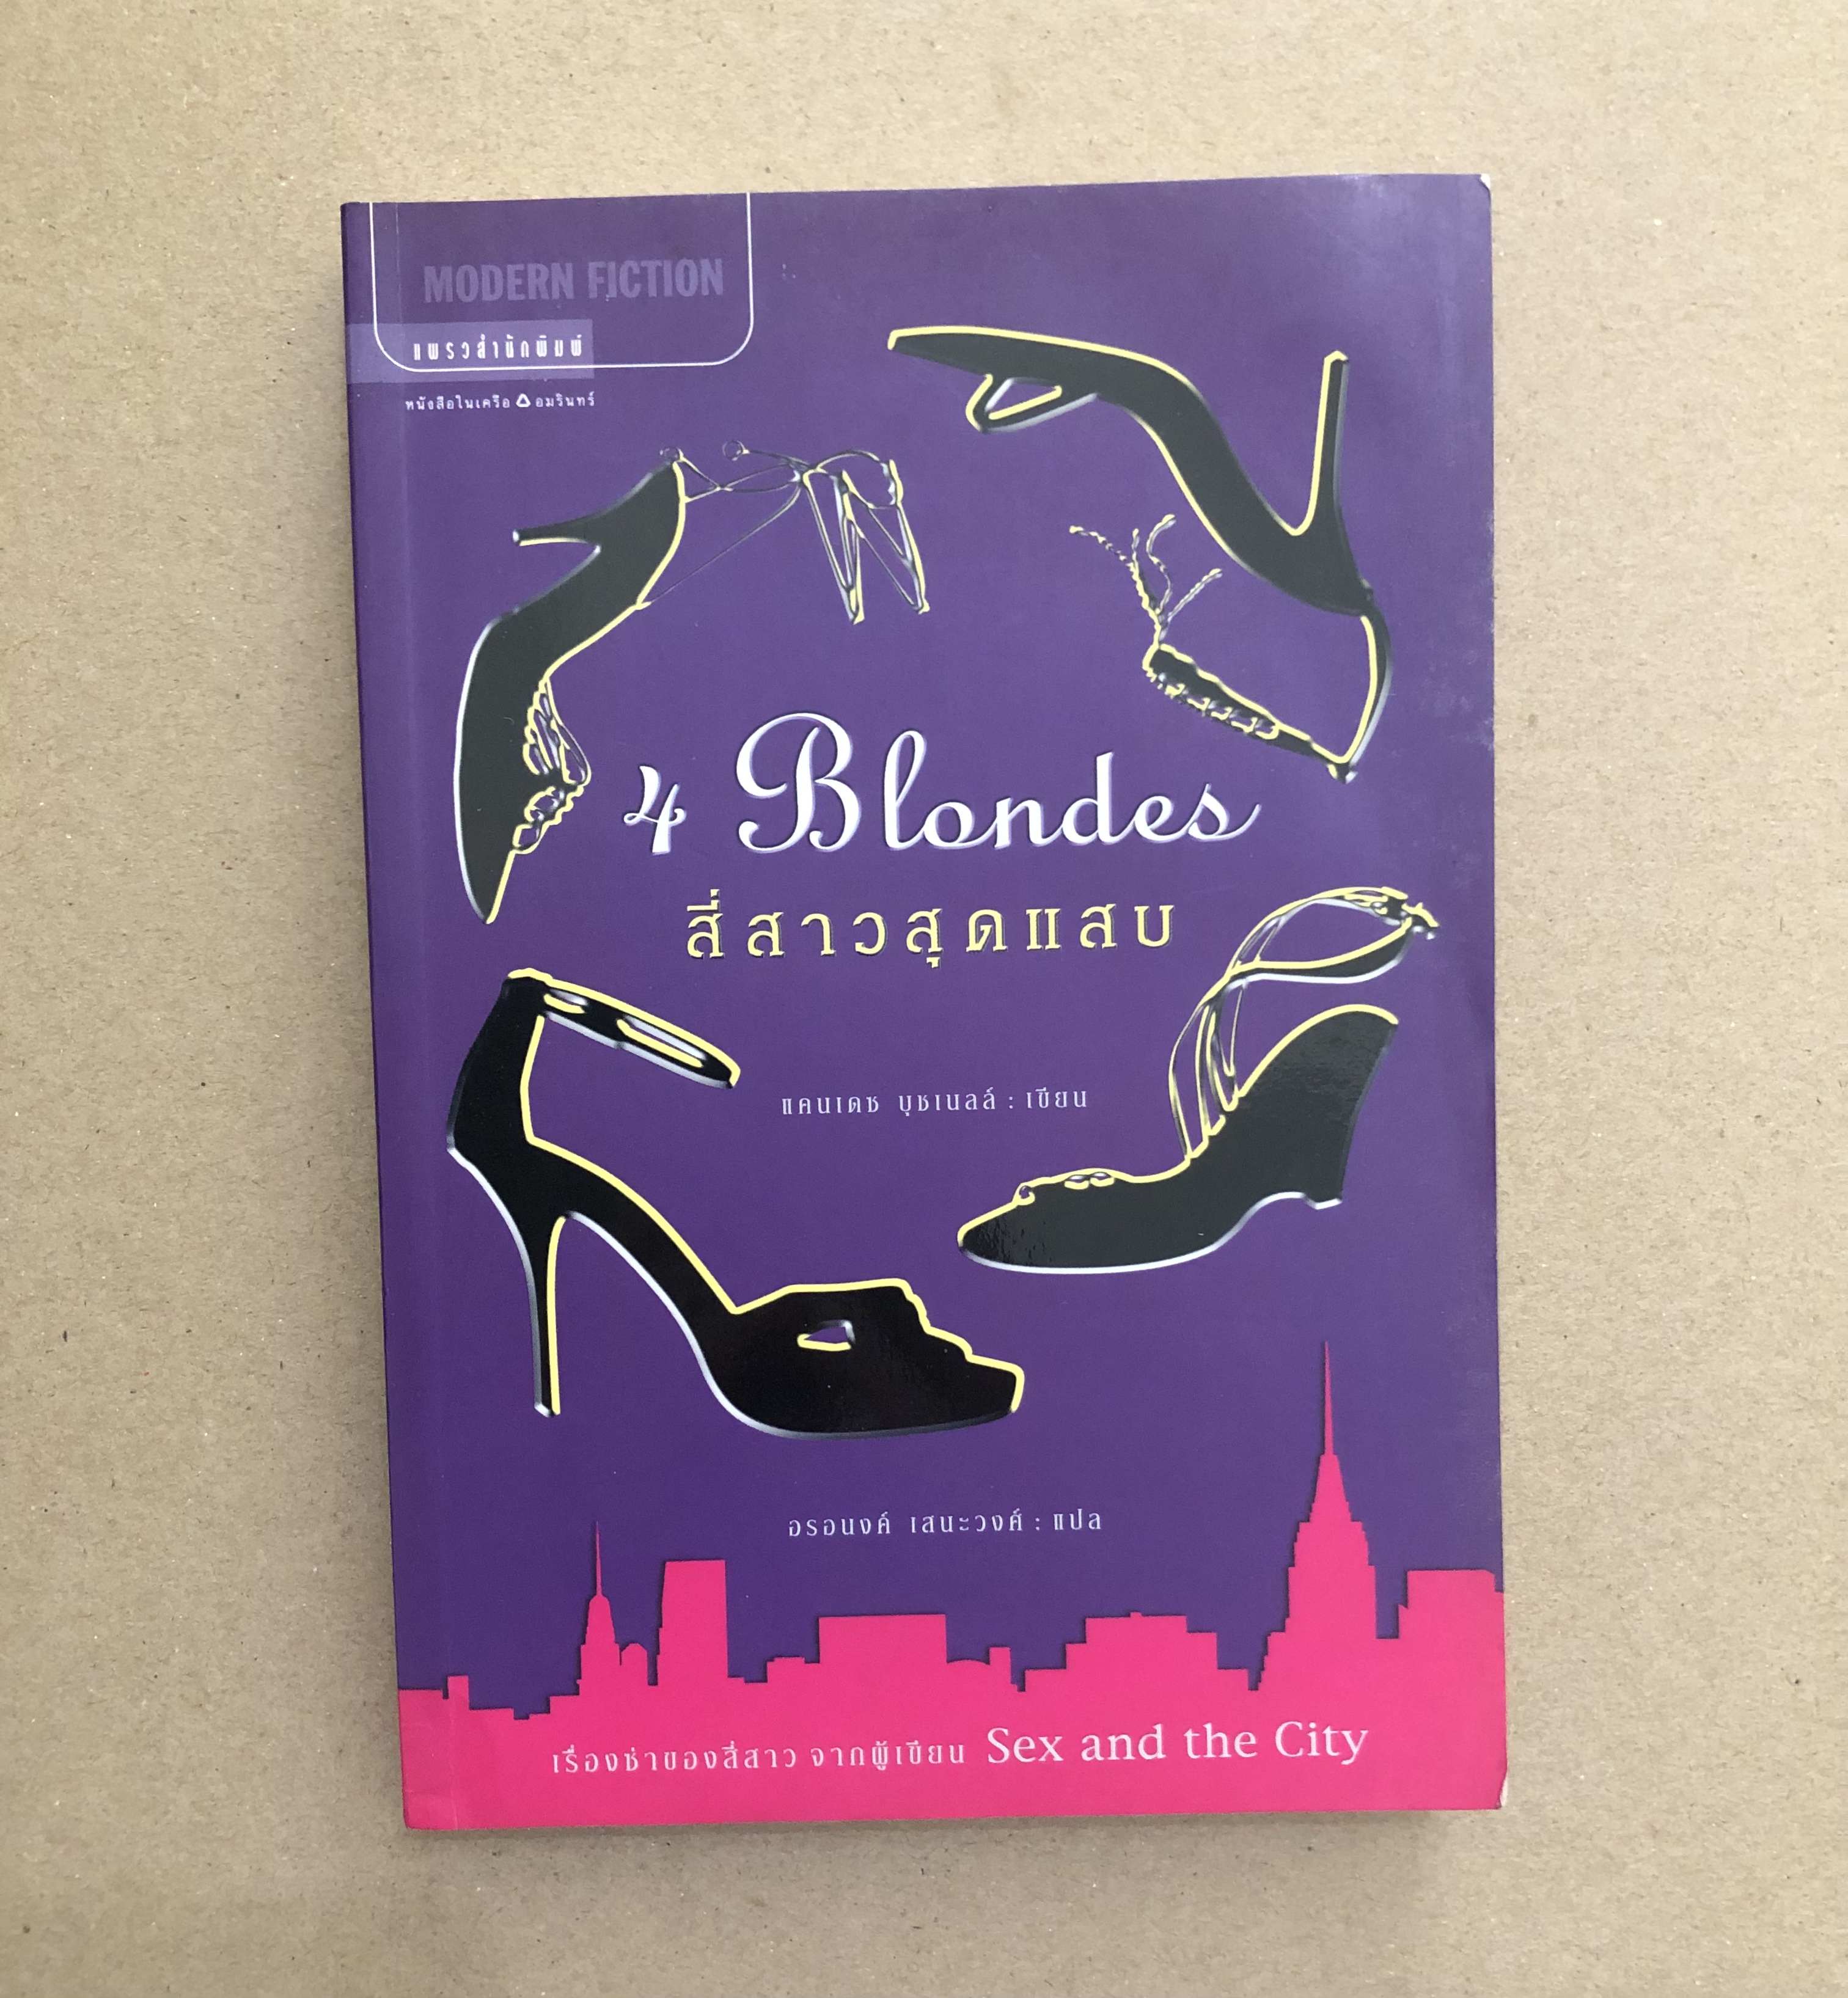 MODERN FICTION
แพรวสำนักพิมพ์
หนังสือในเครือ อมรินทร์
4 Blondes
สี่สาวสุดแสบ
แคนเดซ บุชเนลล์ : เขียน
อรอนงค์ เสนะวงศ์ : แปล
เรื่องซ่าของสี่สาว จากผู้เขียน Sex and the City